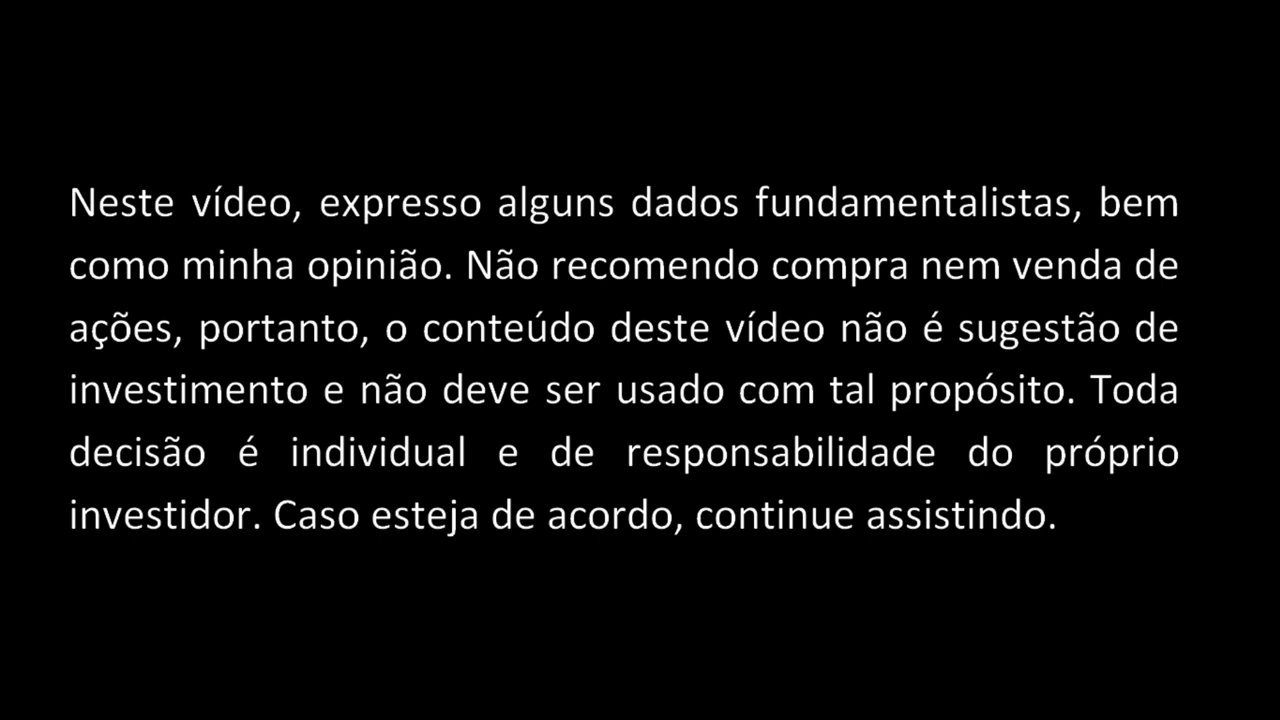 Neste vídeo, expresso alguns dados fundamentalistas, bem
como minha opinião. Não recomendo compra nem venda de
ações, portanto, o conteúdo deste vídeo não é sugestão de
investimento e não deve ser usado com tal propósito. Toda
decisão é individual e de responsabilidade do próprio
investidor. Caso esteja de acordo, continue assistindo.